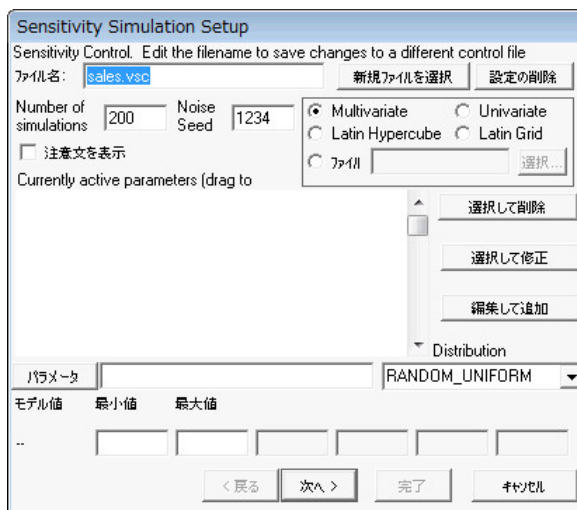 Sensitivity Simulation Setup
Sensitivity Control. Edit the filename to save changes to a different control file
ファイル名: sales.vsc 新規ファイルを選択 設定の削除
Number of simulations 200 Noise Seed 1234
Multivariate Univariate
Latin Hypercube Latin Grid
ファイル 選択...
注意文を表示
Currently active parameters (drag to
選択して削除
選択して修正
編集して追加
Distribution
パラメータ RANDOM_UNIFORM
モデル値 最小値 最大値
--
< 戻る 次へ > 完了 キャンセル